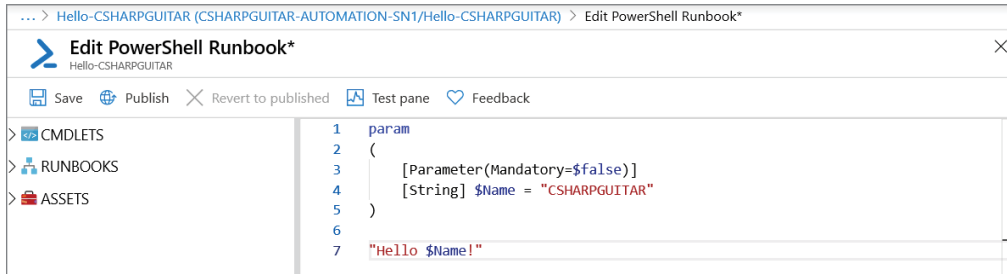 ... > Hello-CSHARPGUITAR (CSHARPGUITAR-AUTOMATION-SN1/Hello-CSHARPGUITAR) > Edit PowerShell Runbook*
Edit PowerShell Runbook*
Hello-CSHARPGUITAR
Save Publish Revert to published Test pane Feedback
CMDLETS
RUNBOOKS
ASSETS
1 param
2 (
3 [Parameter(Mandatory=$false)]
4 [String] $Name = "CSHARPGUITAR"
5 )
6
7 "Hello $Name!"